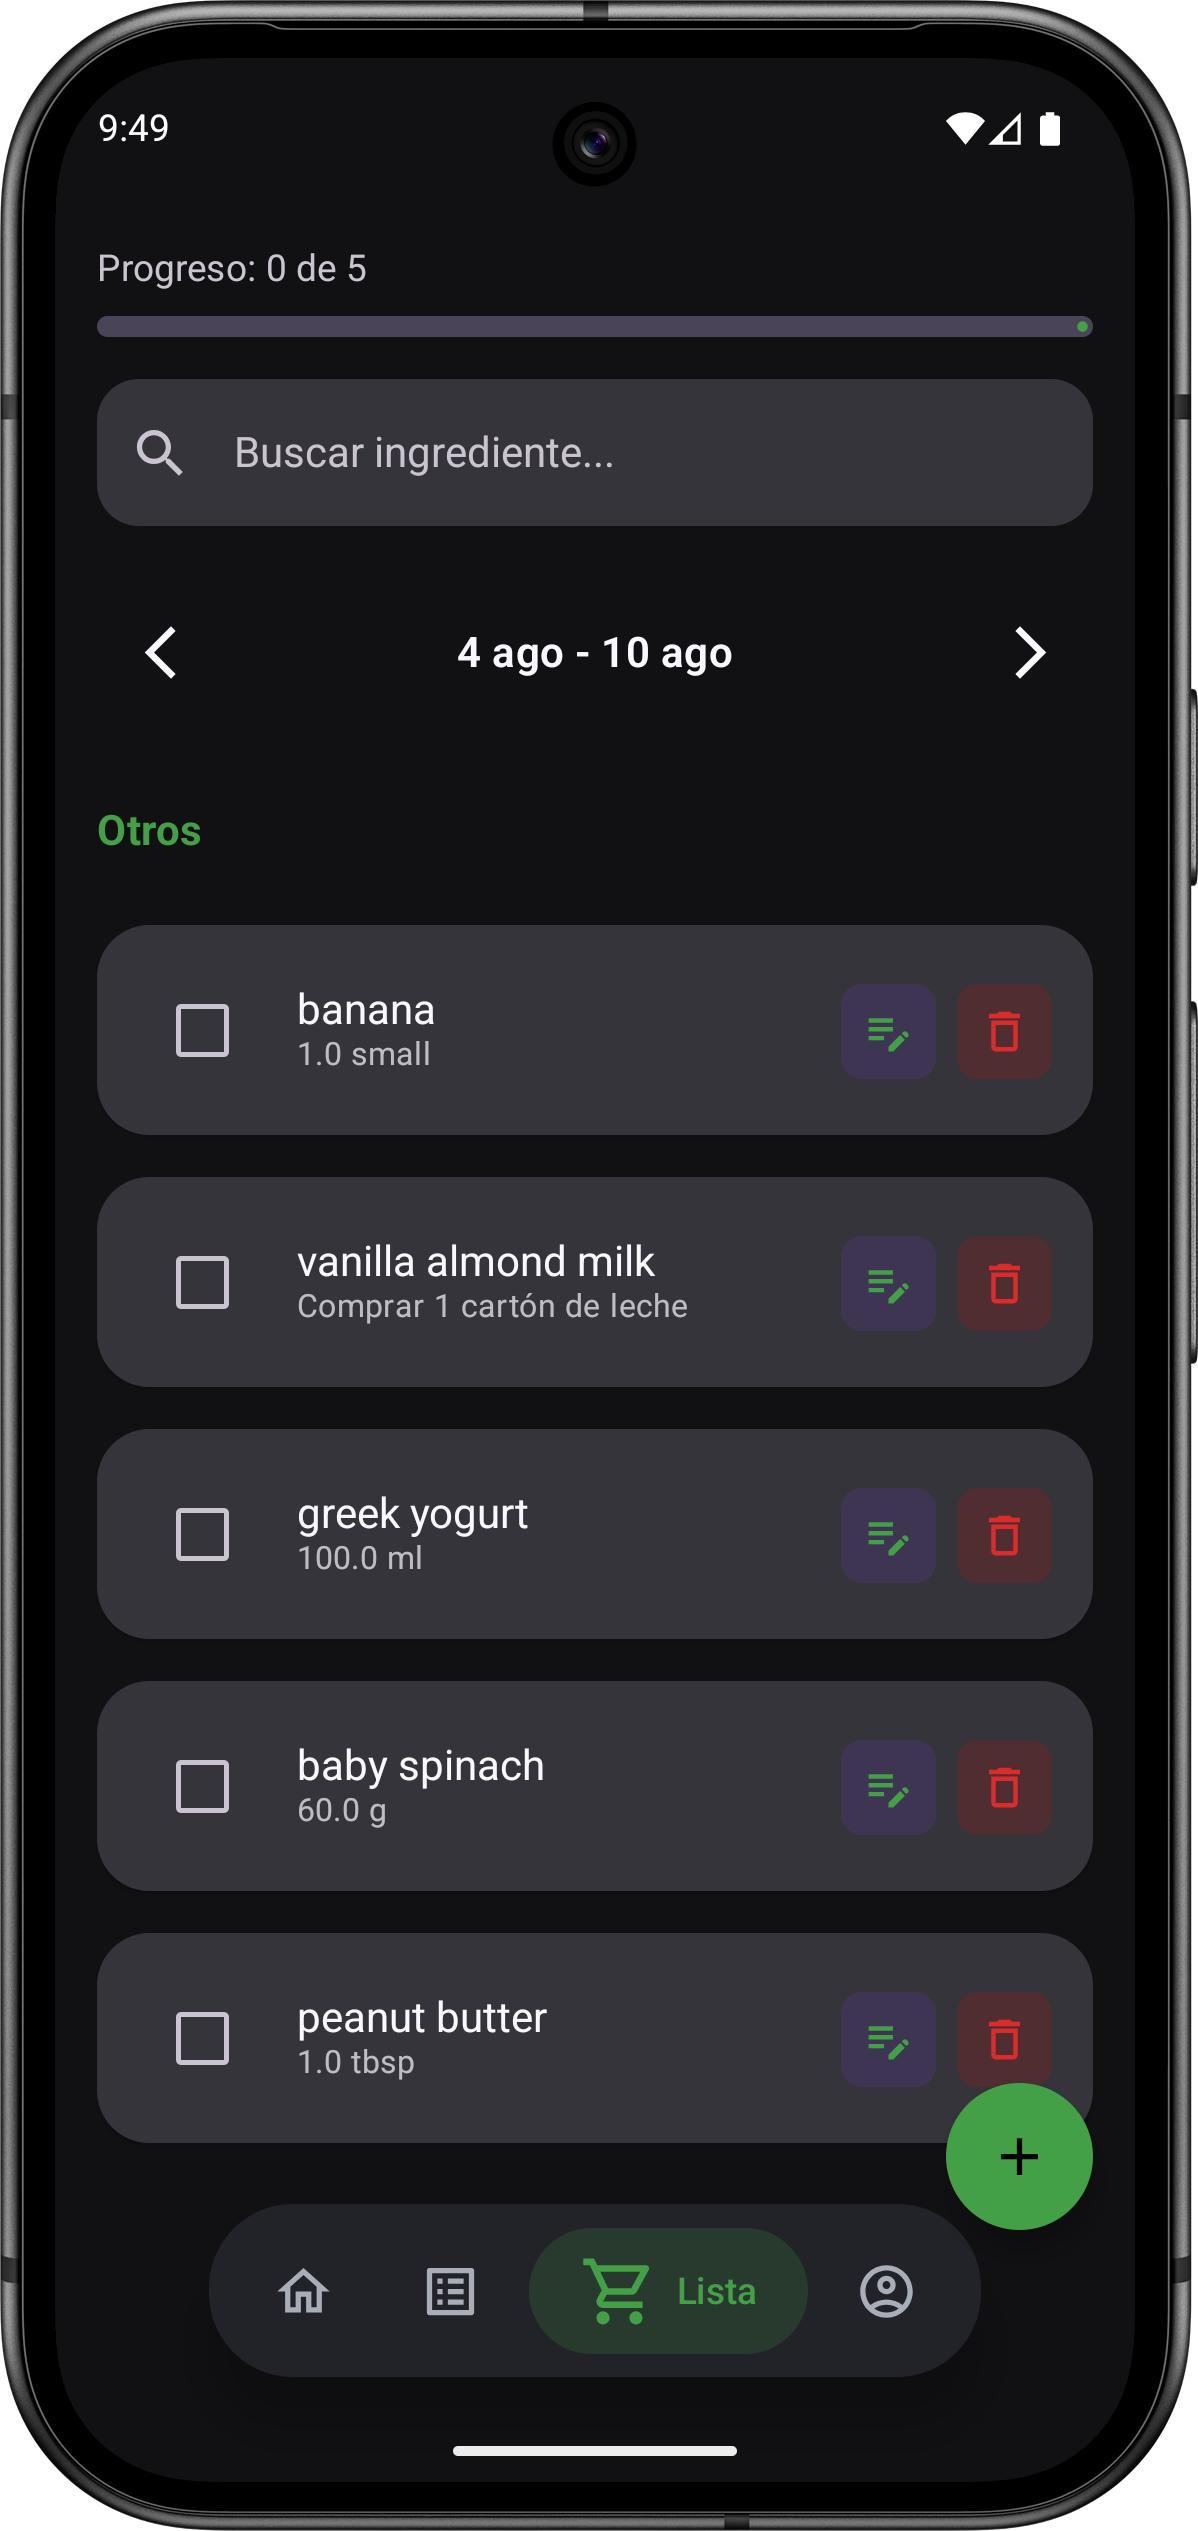 9:49
Progreso: 0 de 5
Buscar ingrediente...
4 ago - 10 ago
Otros
banana
1.0 small
vanilla almond milk
Comprar 1 cartón de leche
greek yogurt
100.0 ml
baby spinach
60.0 g
peanut butter
1.0 tbsp
Lista